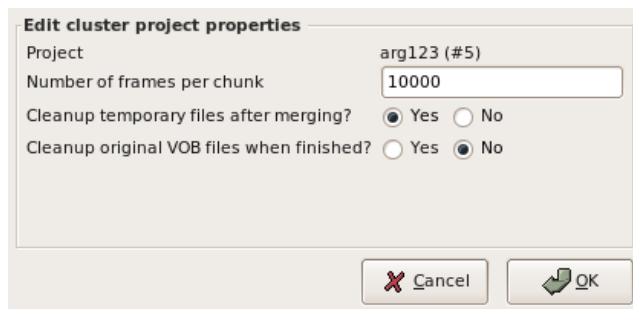 Edit cluster project properties
Project arg123 (#5)
Number of frames per chunk 10000
Cleanup temporary files after merging? Yes No
Cleanup original VOB files when finished? Yes No
Cancel OK